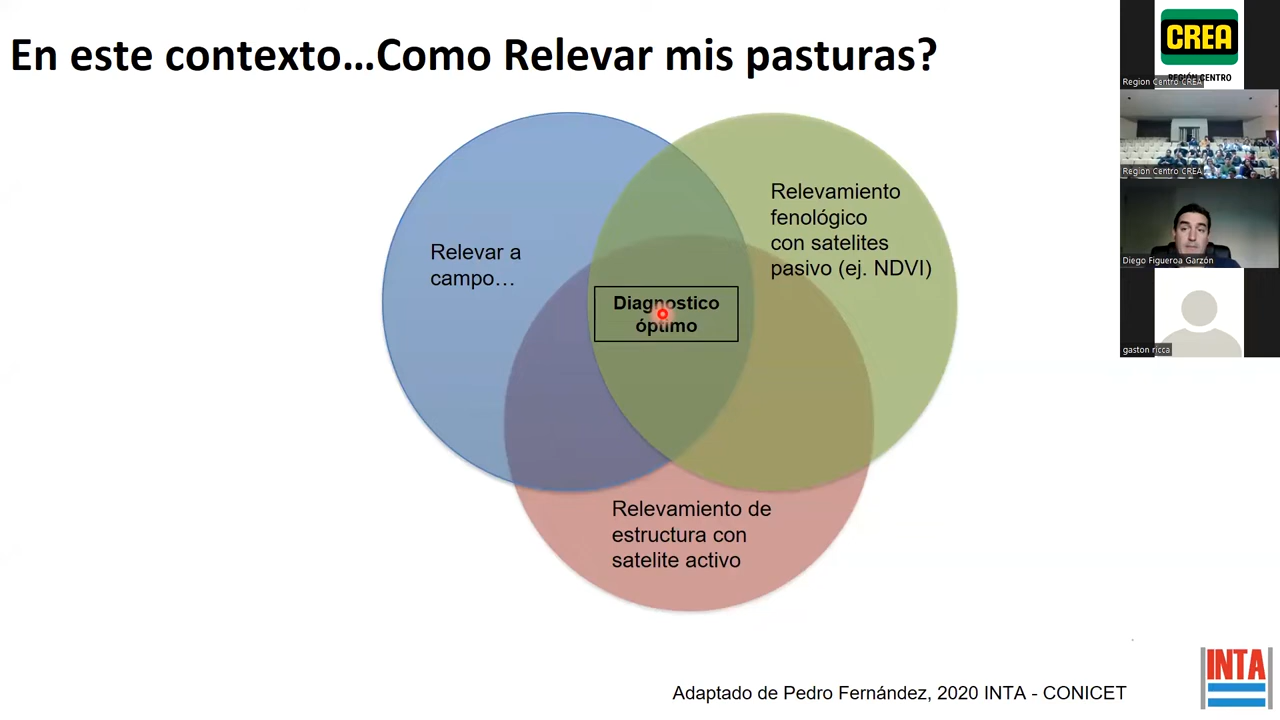 En este contexto...Como Relevar mis pasturas?
Relevar a
campo...
Relevamiento
fenológico
con satelites
pasivo (ej. NDVI)
Diagnostico
óptimo
Relevamiento de
estructura con
satelite activo
Adaptado de Pedro Fernández, 2020 INTA - CONICET
INTA
CREA
REGIÓN CENTRO
Region Centro CREA
Region Centro CREA
Diego Figueroa Garzón
gaston ricca